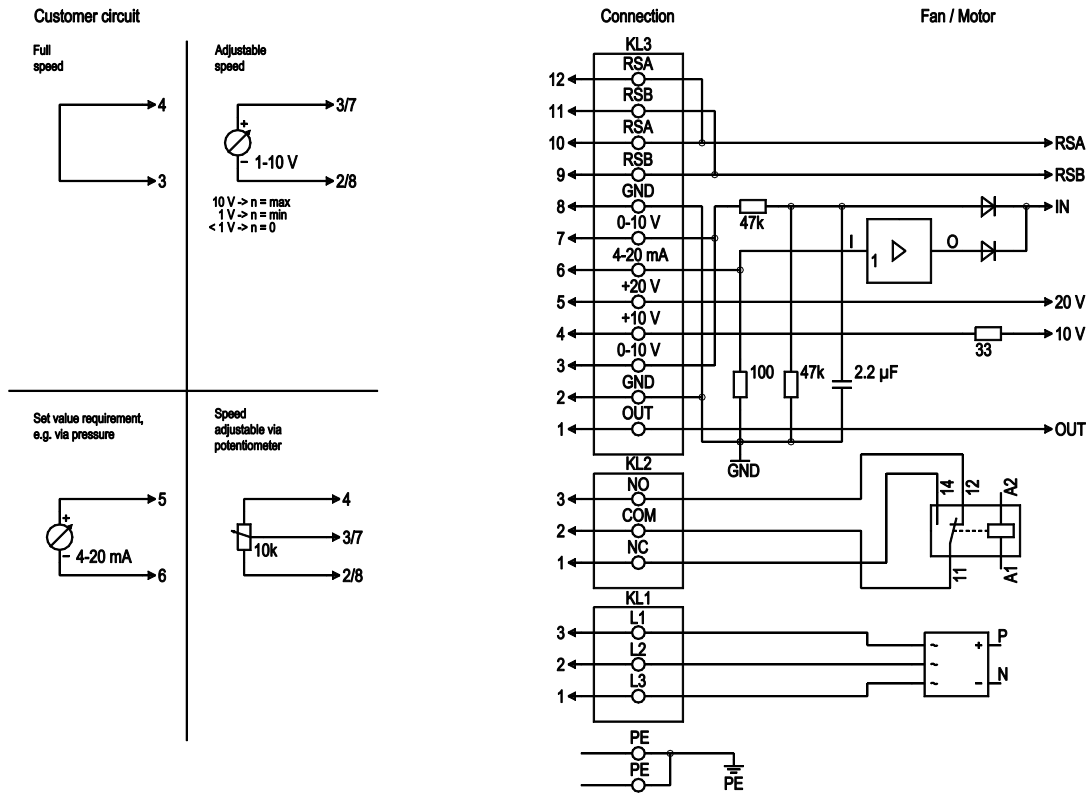 Customer circuit
Connection
Fan / Motor
Full
speed
4
3
Adjustable
speed
3/7
+
− 1-10 V
2/8
10 V -> n = max
1 V -> n = min
< 1 V -> n = 0
Set value requirement,
e.g. via pressure
5
+
− 4-20 mA
6
Speed
adjustable via
potentiometer
4
3/7
10k
2/8
KL3
RSA
12
RSB
11
RSA
10
RSA
RSB
9
RSB
GND
8
IN
47k
0-10 V
7
I
1
O
4-20 mA
6
+20 V
5
20 V
+10 V
4
10 V
33
0-10 V
3
100
47k
2.2 µF
GND
2
OUT
1
OUT
GND
KL2
NO
3
COM
2
NC
1
14
12
A2
11
A1
KL1
L1
3
L2
2
L3
1
~
~
~
+
−
P
N
PE
PE
PE